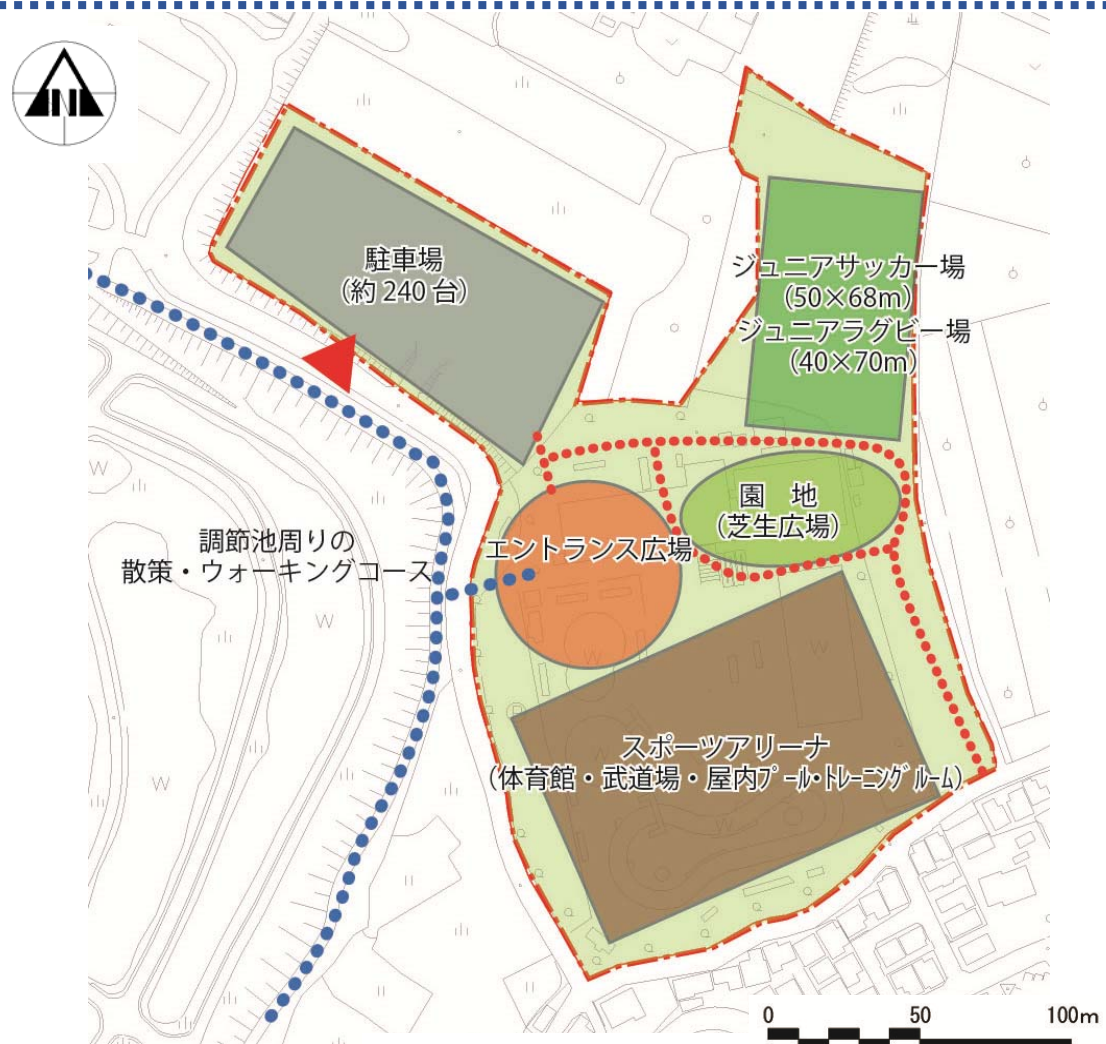 N
駐車場
（約 240 台）
ジュニアサッカー場
（50×68m）
ジュニアラグビー場
（40×70m）
園 地
（芝生広場）
エントランス広場
調節池周りの
散策・ウォーキングコース
スポーツアリーナ
（体育館・武道場・屋内プール・トレーニングルーム）
0 50 100m
W
W
W
W
W